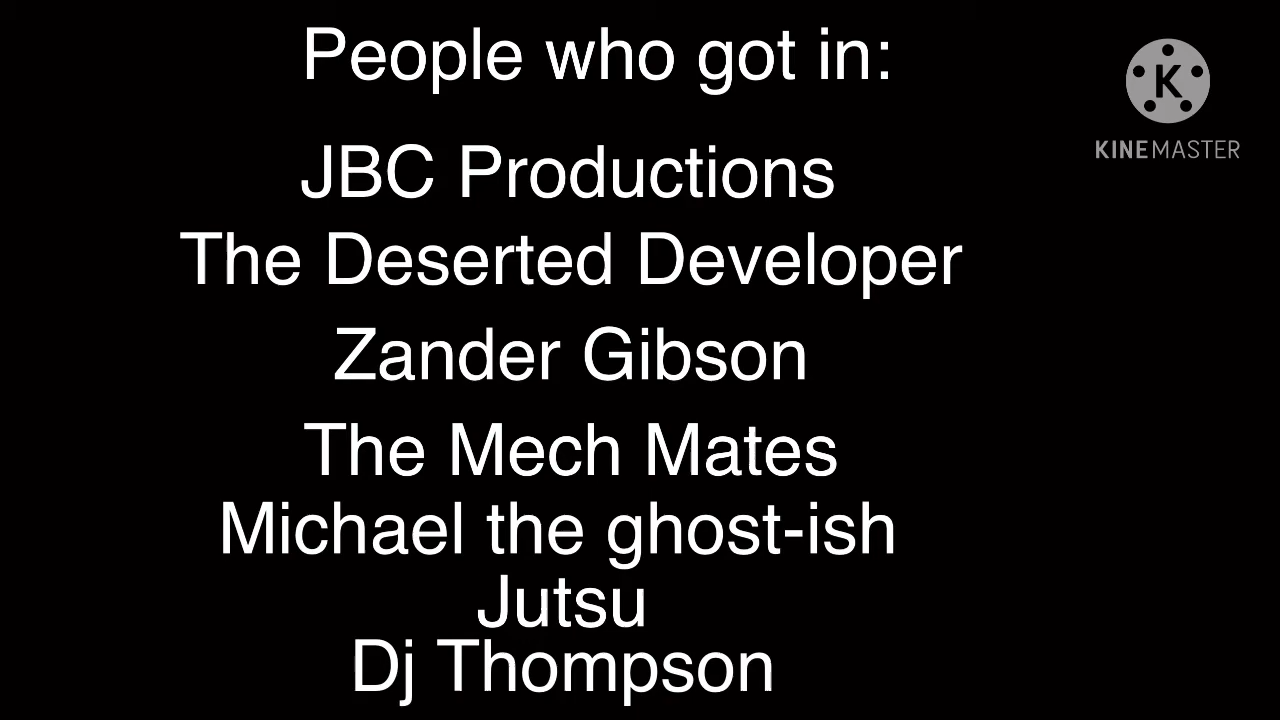 People who got in:
K
KINEMASTER
JBC Productions
The Deserted Developer
Zander Gibson
The Mech Mates
Michael the ghost-ish
Jutsu
Dj Thompson